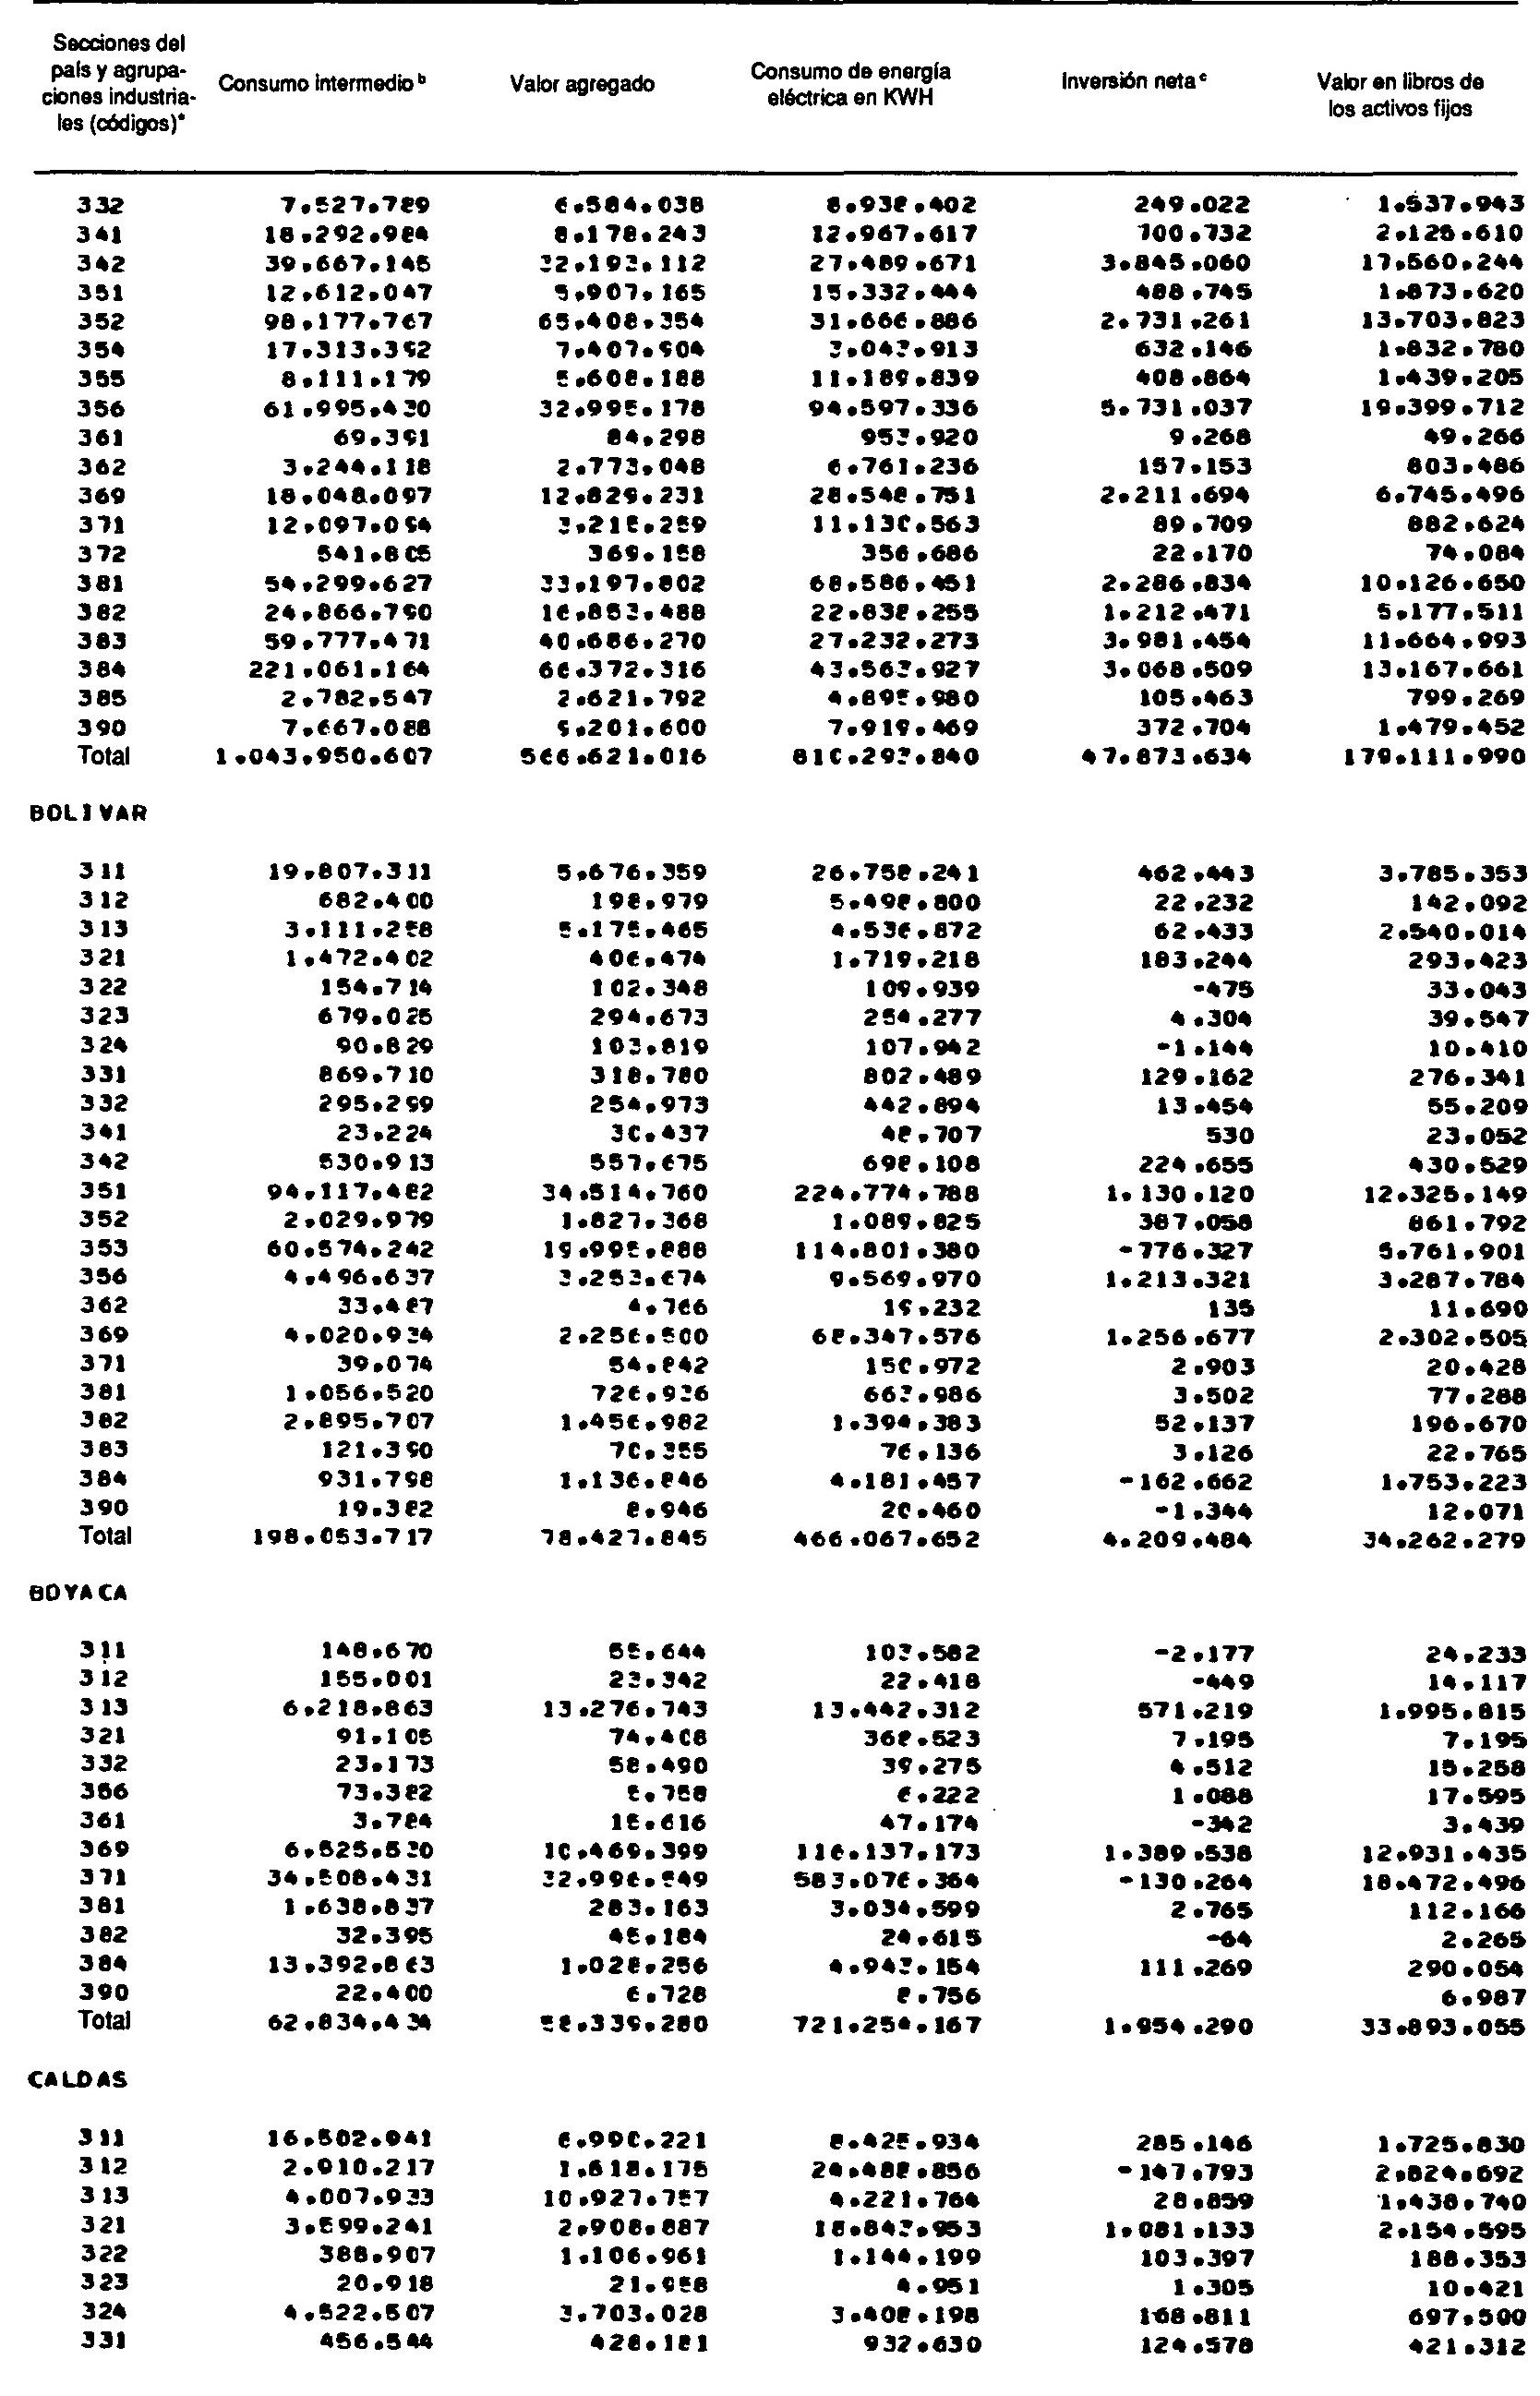 Secciones del
país y agrupa-
ciones industria-
les (códigos)ª
Consumo intermedio ᵇ
Valor agregado
Consumo de energía
eléctrica en KWH
Inversión neta ᶜ
Valor en libros de
los activos fijos
332 7.527.789 6.584.038 8.938.402 249.022 1.537.943
341 18.292.984 8.178.243 12.967.617 700.732 2.126.610
342 39.667.145 32.193.112 27.489.671 3.845.060 17.560.244
351 12.612.047 5.907.165 15.332.444 488.745 1.873.620
352 98.177.767 65.408.354 31.666.886 2.731.261 13.703.823
354 17.313.392 7.407.904 3.043.913 632.146 1.832.780
355 8.111.179 5.608.188 11.189.839 408.864 1.439.205
356 61.995.430 32.995.178 94.597.336 5.731.037 19.399.712
361 69.391 84.298 953.920 9.268 49.266
362 3.244.118 2.773.048 6.761.236 157.153 803.486
369 18.048.097 12.829.231 28.548.751 2.211.694 6.745.496
371 12.097.054 3.218.259 11.130.563 89.709 882.624
372 541.805 369.158 356.686 22.170 74.084
381 54.299.627 33.197.802 68.586.451 2.286.834 10.126.650
382 24.866.790 16.853.488 22.838.255 1.212.471 5.177.511
383 59.777.471 40.686.270 27.232.273 3.981.454 11.664.993
384 221.061.164 66.372.316 43.563.927 3.068.509 13.167.661
385 2.782.547 2.621.792 4.895.980 105.463 799.269
390 7.667.088 5.201.600 7.919.469 372.704 1.479.452
Total 1.043.950.607 566.621.016 810.293.840 47.873.634 179.111.990
BOLIVAR
311 19.807.311 5.676.359 26.758.241 462.443 3.785.353
312 682.400 198.979 5.498.800 22.232 142.092
313 3.111.258 5.175.465 4.536.872 62.433 2.540.014
321 1.472.402 406.474 1.719.218 183.244 293.423
322 154.714 102.348 109.939 -475 33.043
323 679.025 294.673 254.277 4.304 39.547
324 90.829 103.819 107.942 -1.144 10.410
331 869.710 318.780 802.489 129.162 276.341
332 295.299 254.973 442.894 13.454 55.209
341 23.224 30.437 48.707 530 23.052
342 530.913 557.675 698.108 224.655 430.529
351 94.117.482 34.514.760 224.774.788 1.130.120 12.325.149
352 2.029.979 1.827.368 1.089.825 387.058 861.792
353 60.574.242 19.995.888 114.801.380 -776.327 5.761.901
356 4.496.637 3.253.674 9.569.970 1.213.321 3.287.784
362 33.487 4.766 19.232 135 11.690
369 4.020.934 2.256.500 68.347.576 1.256.677 2.302.505
371 39.074 54.842 150.972 2.903 20.428
381 1.056.520 726.936 663.986 3.502 77.288
382 2.895.707 1.456.982 1.394.383 52.137 196.670
383 121.390 70.355 76.136 3.126 22.765
384 931.798 1.136.846 4.181.457 -162.662 1.753.223
390 19.382 8.946 20.460 -1.344 12.071
Total 198.053.717 78.427.845 466.067.652 4.209.484 34.262.279
BOYACA
311 148.670 55.644 103.582 -2.177 24.233
312 155.001 23.342 22.418 -449 14.117
313 6.218.863 13.276.743 13.442.312 571.219 1.995.815
321 91.105 74.408 368.523 7.195 7.195
332 23.173 58.490 39.275 4.512 15.258
356 73.382 5.758 6.222 1.088 17.595
361 3.784 15.616 47.174 -342 3.439
369 6.525.530 10.469.399 116.137.173 1.389.538 12.931.435
371 34.508.431 32.996.549 583.076.364 -130.264 18.472.496
381 1.638.837 283.163 3.034.599 2.765 112.166
382 32.395 45.184 24.615 -64 2.265
384 13.392.863 1.028.256 4.943.154 111.269 290.054
390 22.400 6.728 8.756 6.987
Total 62.834.434 58.339.280 721.254.167 1.954.290 33.893.055
CALDAS
311 16.502.941 6.990.221 8.425.934 285.146 1.725.830
312 2.910.217 1.618.175 24.488.856 -147.793 2.824.692
313 4.007.933 10.927.757 4.221.764 28.859 1.438.740
321 3.599.241 2.908.887 18.843.953 1.081.133 2.154.595
322 388.907 1.106.961 1.144.199 103.397 188.353
323 20.918 21.958 4.951 1.305 10.421
324 4.522.507 3.703.028 3.408.198 168.811 697.500
331 456.544 428.181 932.630 124.578 421.312